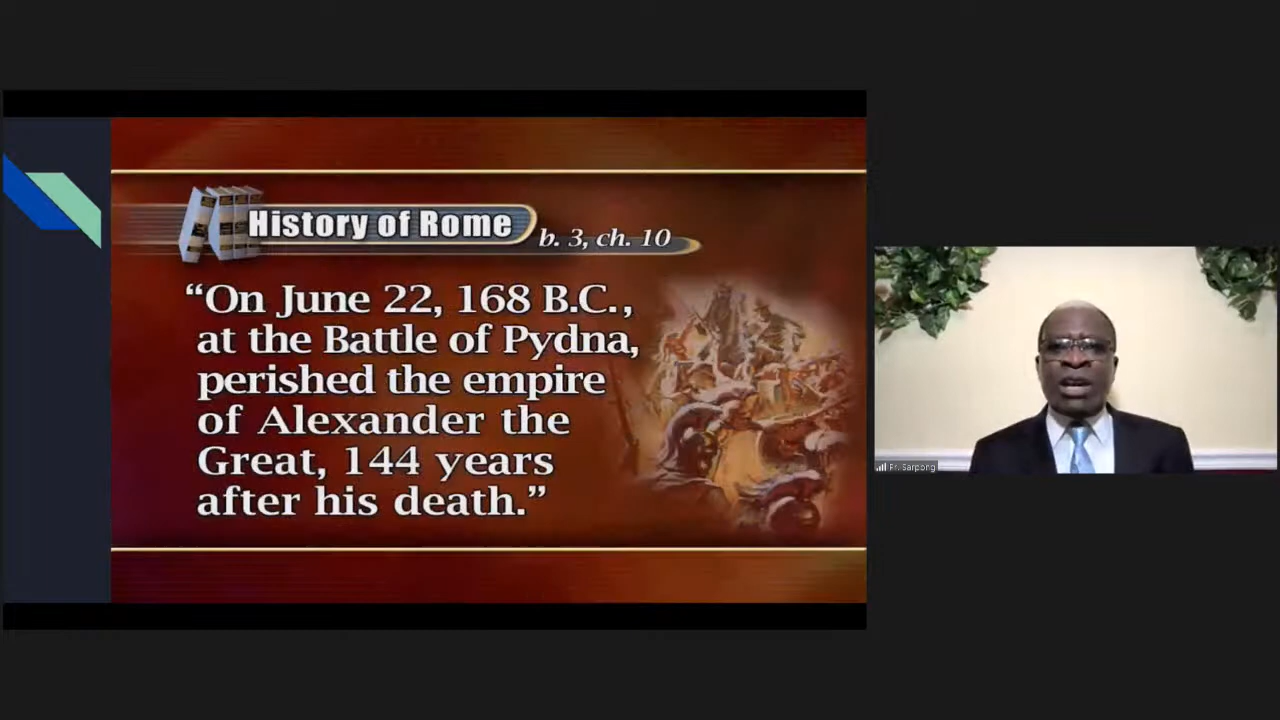 History of Rome
b. 3, ch. 10
“On June 22, 168 B.C.,
at the Battle of Pydna,
perished the empire
of Alexander the
Great, 144 years
after his death.”
Fr. Sarpong